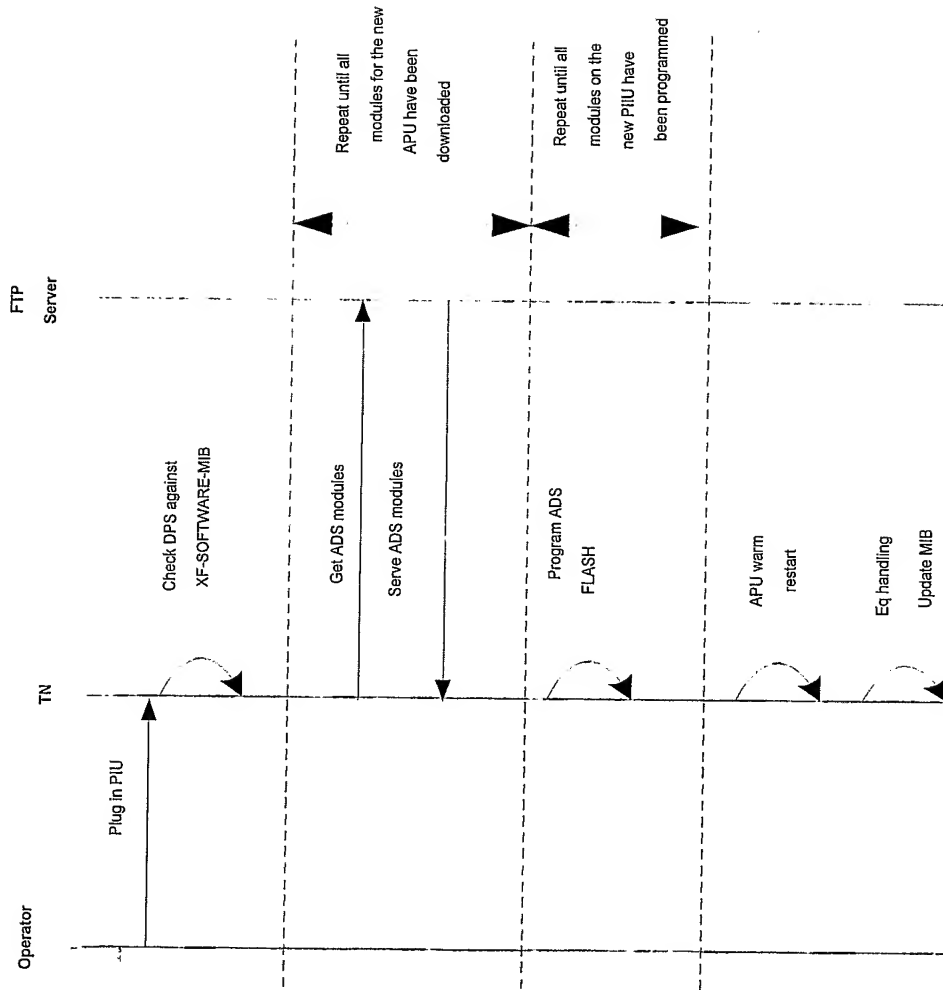 Operator
TN
FTP
Server
Plug in PIU
Check DPS against
XF-SOFTWARE-MIB
Get ADS modules
Serve ADS modules
Repeat until all
modules for the new
APU have been
downloaded
Program ADS
FLASH
Repeat until all
modules on the
new PIIU have
been programmed
APU warm
restart
Eq handling
Update MIB